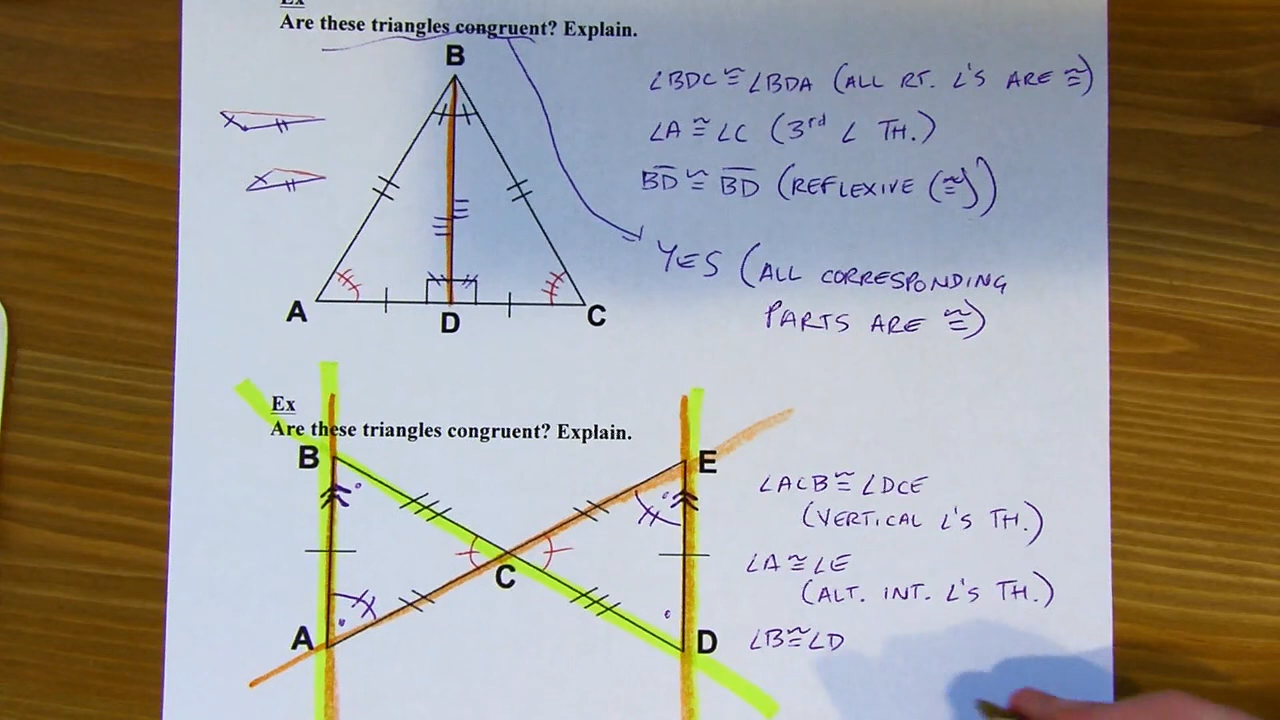 Ex
Are these triangles congruent? Explain.
B
A
D
C
∠BDC ≅ ∠BDA (ALL RT. ∠'S ARE ≅)
∠A ≅ ∠C (3rd ∠ TH.)
BD ≅ BD (REFLEXIVE (≅))
YES (ALL CORRESPONDING
PARTS ARE ≅)
Ex
Are these triangles congruent? Explain.
B
E
C
A
D
∠ACB ≅ ∠DCE
(VERTICAL ∠'S TH.)
∠A ≅ ∠E
(ALT. INT. ∠'S TH.)
∠B ≅ ∠D